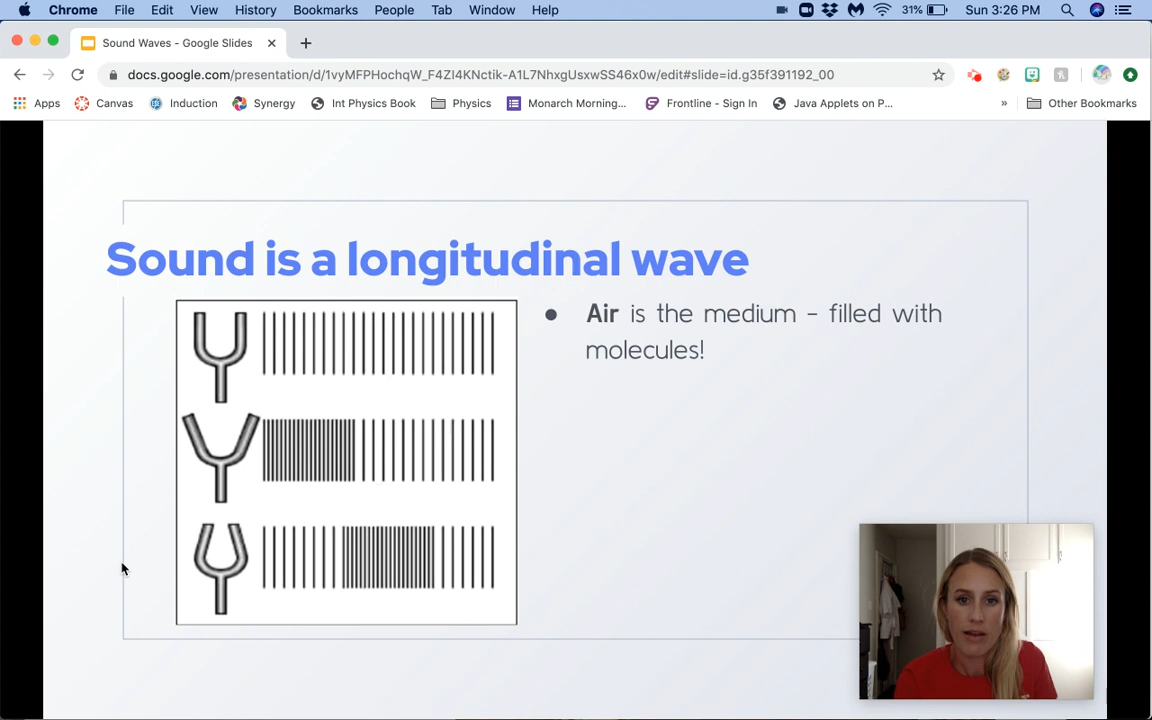 Chrome File Edit View History Bookmarks People Tab Window Help 31% Sun 3:26 PM
Sound Waves - Google Slides
docs.google.com/presentation/d/1vyMFPHochqW_F4ZI4KNctik-A1L7NhxgUsxwSS46x0w/edit#slide=id.g35f391192_00
Apps Canvas Induction Synergy Int Physics Book Physics Monarch Morning... Frontline - Sign In Java Applets on P... » Other Bookmarks
Sound is a longitudinal wave
● Air is the medium - filled with
molecules!